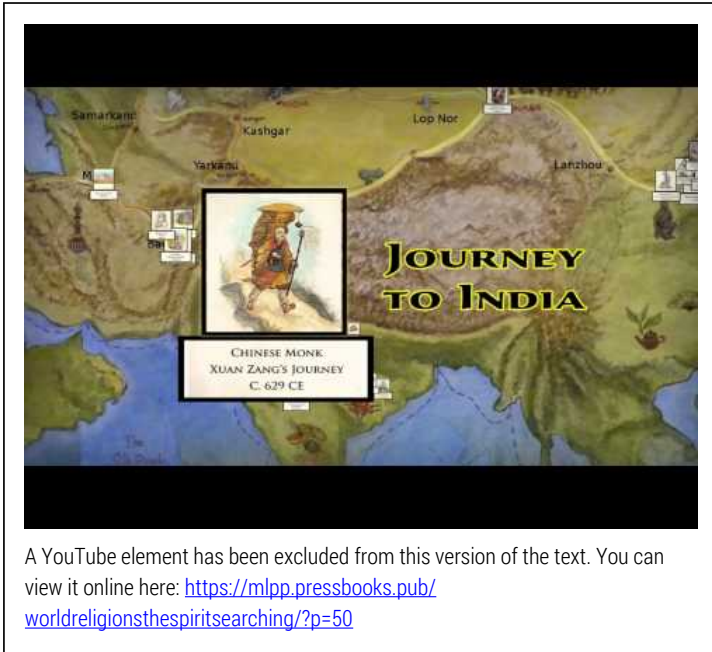 Samarkand
Kashgar
Lop Nor
Yarkand
Lanzhou
JOURNEY
TO INDIA
CHINESE MONK
XUAN ZANG'S JOURNEY
C. 629 CE
The
A YouTube element has been excluded from this version of the text. You can
view it online here: https://mlpp.pressbooks.pub/
worldreligionsthespiritsearching/?p=50